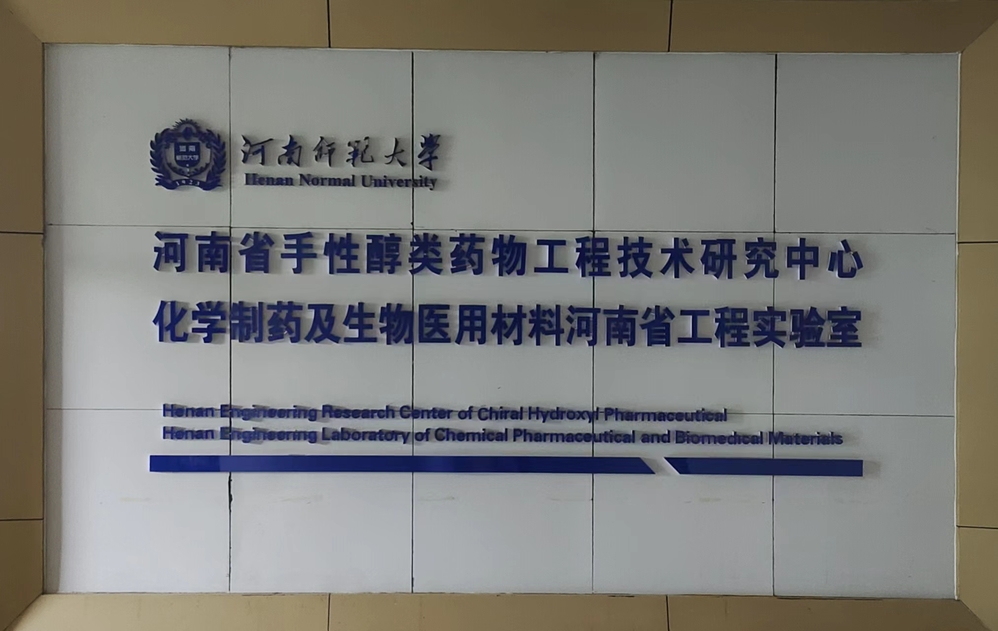 河南师范大学
Henan Normal University
河南省手性醇类药物工程技术研究中心
化学制药及生物医用材料河南省工程实验室
Henan Engineering Research Center of Chiral Hydroxyl Pharmaceutical
Henan Engineering Laboratory of Chemical Pharmaceutical and Biomedical Materials